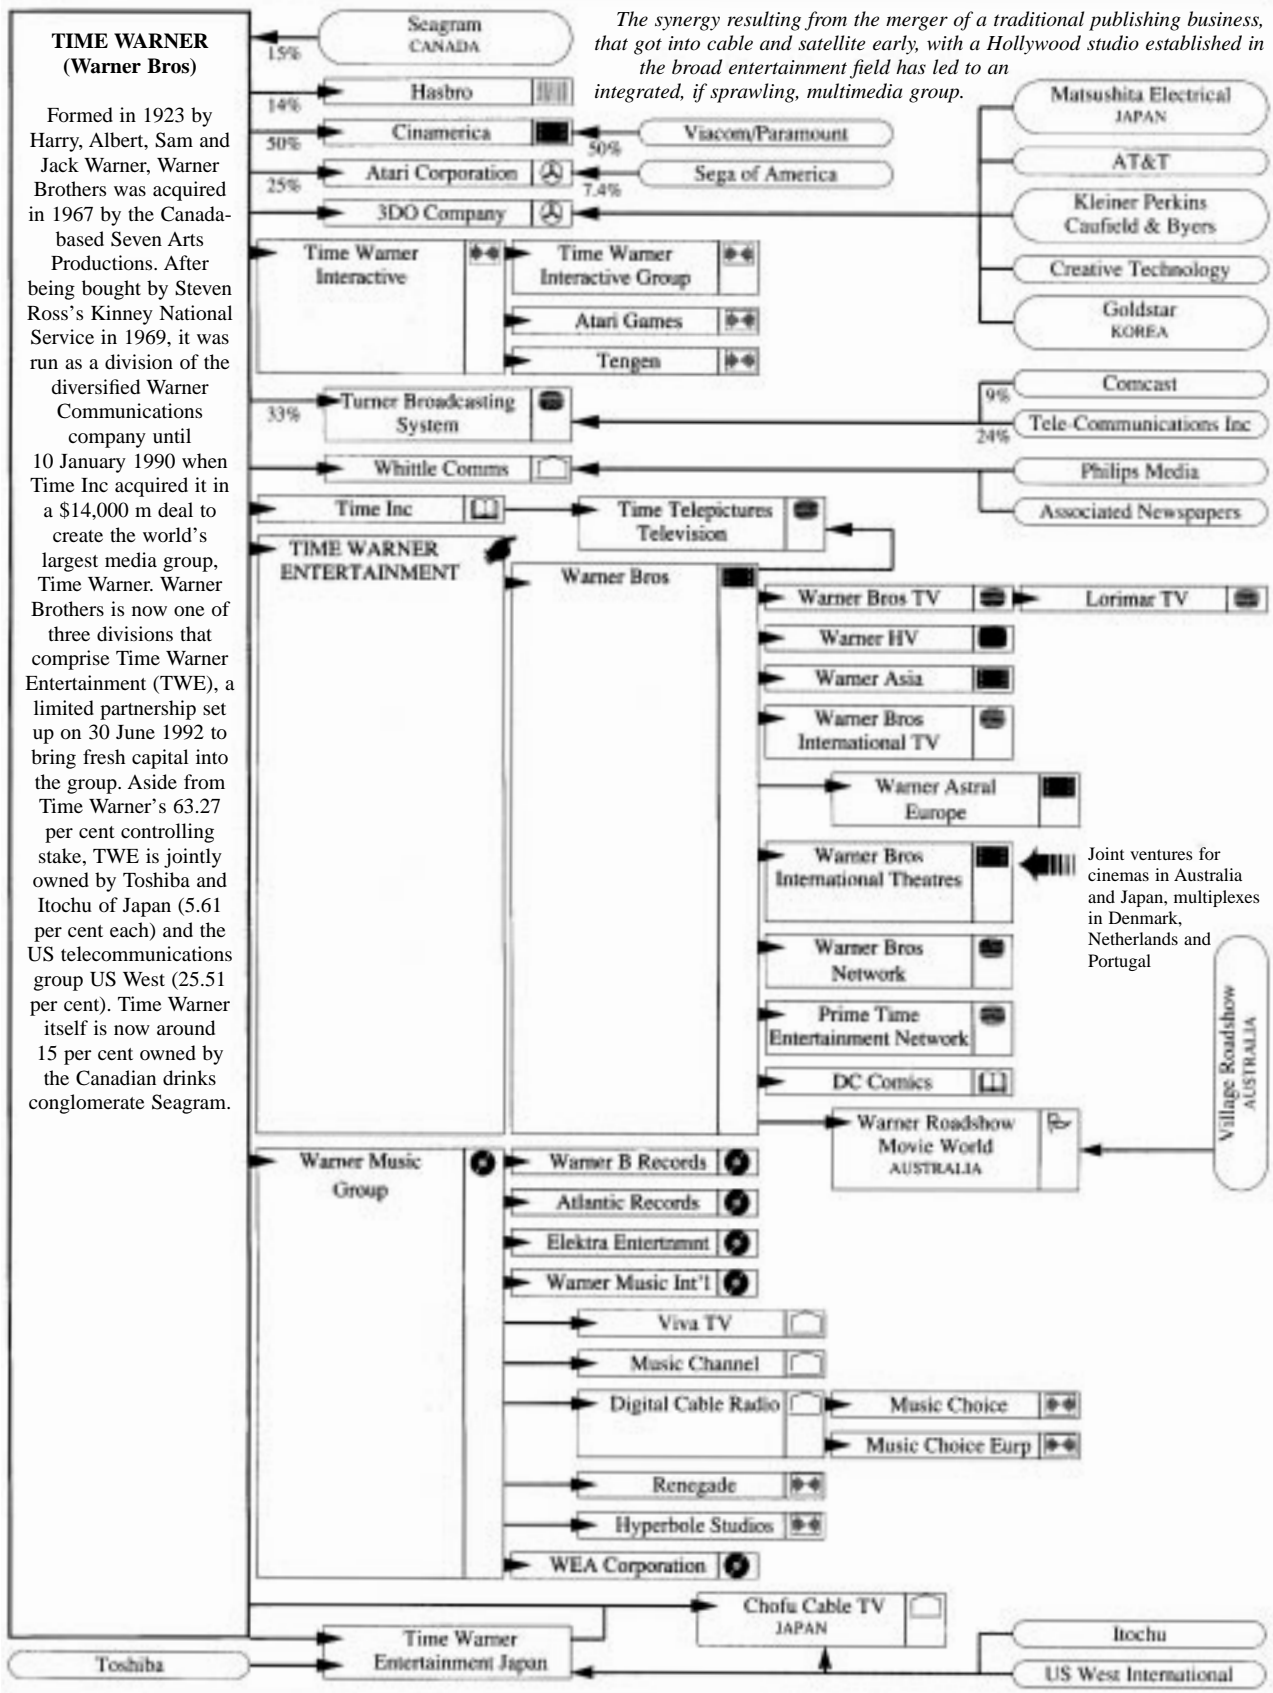 TIME WARNER
(Warner Bros)
Formed in 1923 by
Harry, Albert, Sam and
Jack Warner, Warner
Brothers was acquired
in 1967 by the Canada-
based Seven Arts
Productions. After
being bought by Steven
Ross's Kinney National
Service in 1969, it was
run as a division of the
diversified Warner
Communications
company until
10 January 1990 when
Time Inc acquired it in
a $14,000 m deal to
create the world's
largest media group,
Time Warner. Warner
Brothers is now one of
three divisions that
comprise Time Warner
Entertainment (TWE), a
limited partnership set
up on 30 June 1992 to
bring fresh capital into
the group. Aside from
Time Warner's 63.27
per cent controlling
stake, TWE is jointly
owned by Toshiba and
Itochu of Japan (5.61
per cent each) and the
US telecommunications
group US West (25.51
per cent). Time Warner
itself is now around
15 per cent owned by
the Canadian drinks
conglomerate Seagram.
The synergy resulting from the merger of a traditional publishing business,
that got into cable and satellite early, with a Hollywood studio established in
the broad entertainment field has led to an
integrated, if sprawling, multimedia group.
Seagram
CANADA
15%
Hasbro
14%
Cinamerica
50%
50%
Viacom/Paramount
Atari Corporation
25%
7.4%
Sega of America
3DO Company
Matsushita Electrical
JAPAN
AT&T
Kleiner Perkins
Caufield & Byers
Creative Technology
Goldstar
KOREA
Time Warner
Interactive
Time Warner
Interactive Group
Atari Games
Tengen
33%
Turner Broadcasting
System
Comcast
9%
Tele-Communications Inc
24%
Whittle Comms
Philips Media
Associated Newspapers
Time Inc
Time Telepictures
Television
TIME WARNER
ENTERTAINMENT
Warner Bros
Warner Bros TV
Lorimar TV
Warner HV
Warner Asia
Warner Bros
International TV
Warner Astral
Europe
Warner Bros
International Theatres
Joint ventures for
cinemas in Australia
and Japan, multiplexes
in Denmark,
Netherlands and
Portugal
Warner Bros
Network
Prime Time
Entertainment Network
DC Comics
Warner Roadshow
Movie World
AUSTRALIA
Village Roadshow
AUSTRALIA
Warner Music
Group
Warner B Records
Atlantic Records
Elektra Entertnmnt
Warner Music Int'l
Viva TV
Music Channel
Digital Cable Radio
Music Choice
Music Choice Eurp
Renegade
Hyperbole Studios
WEA Corporation
Chofu Cable TV
JAPAN
Time Warner
Entertainment Japan
Toshiba
Itochu
US West International